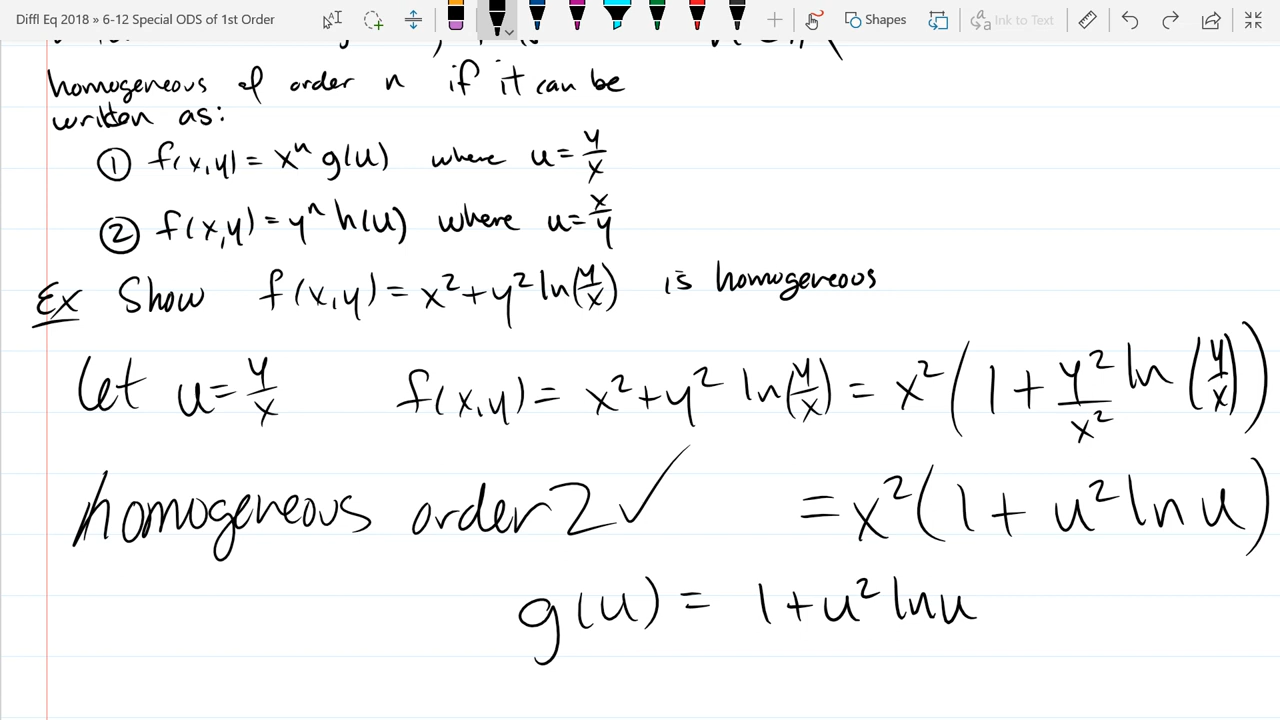 Diffl Eq 2018 » 6-12 Special ODS of 1st Order
Shapes
Ink to Text
homogeneous of order n if it can be
written as:
① f(x,y) = xⁿ g(u) where u = y/x
② f(x,y) = yⁿ h(u) where u = x/y
Ex Show f(x,y) = x² + y² ln(y/x) is homogeneous
Let u = y/x f(x,y) = x² + y² ln(y/x) = x²(1 + y²/x² ln(y/x))
homogeneous order 2 ✓ = x²(1 + u² ln u)
g(u) = 1 + u² ln u